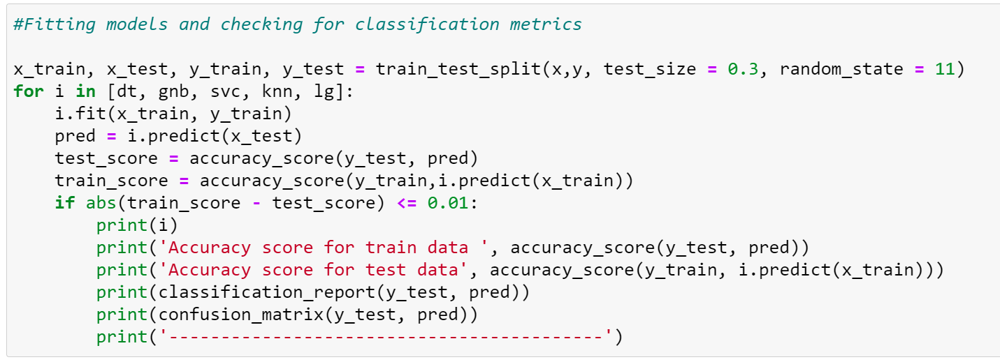 #Fitting models and checking for classification metrics

x_train, x_test, y_train, y_test = train_test_split(x,y, test_size = 0.3, random_state = 11)
for i in [dt, gnb, svc, knn, lg]:
    i.fit(x_train, y_train)
    pred = i.predict(x_test)
    test_score = accuracy_score(y_test, pred)
    train_score = accuracy_score(y_train,i.predict(x_train))
    if abs(train_score - test_score) <= 0.01:
        print(i)
        print('Accuracy score for train data ', accuracy_score(y_test, pred))
        print('Accuracy score for test data', accuracy_score(y_train, i.predict(x_train)))
        print(classification_report(y_test, pred))
        print(confusion_matrix(y_test, pred))
        print('------------------------------------------')